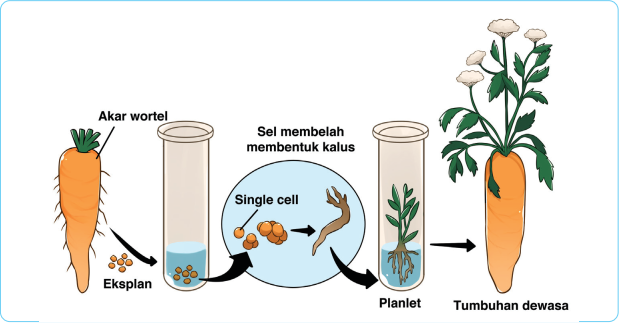 Akar wortel
Eksplan
Sel membelah
membentuk kalus
Single cell
Planlet
Tumbuhan dewasa